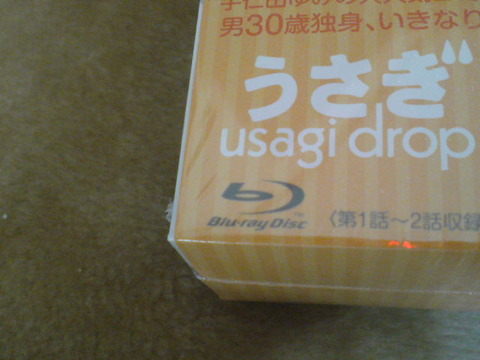 男30歳独身、いきなり
うさぎ
usagi drop
Blu-ray Disc
〈第1話～2話収録